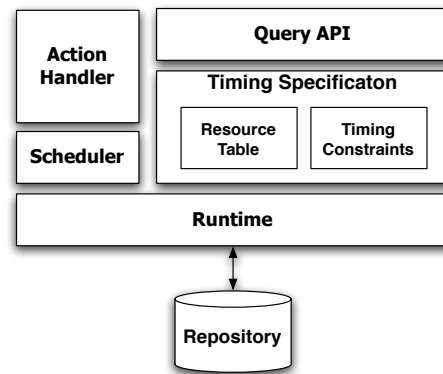 Action
Handler
Query API
Timing Specificaton
Resource
Table
Timing
Constraints
Scheduler
Runtime
Repository